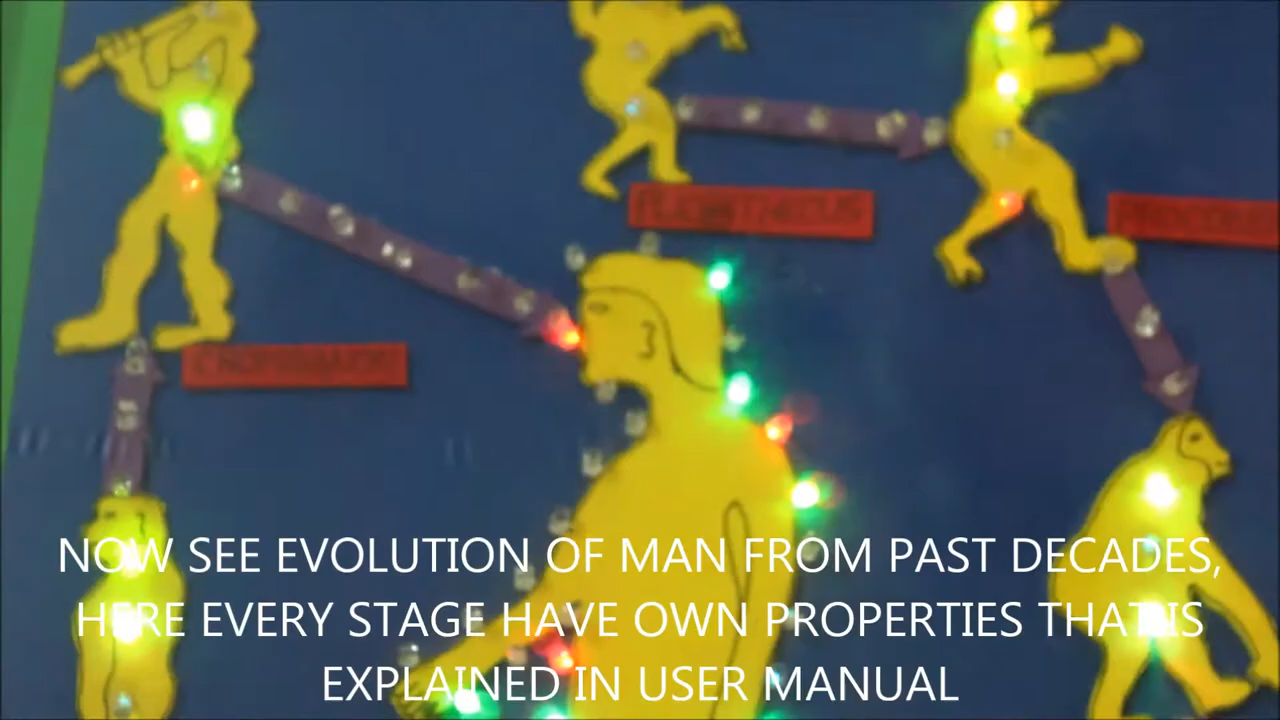 NOW SEE EVOLUTION OF MAN FROM PAST DECADES,
HERE EVERY STAGE HAVE OWN PROPERTIES THAT IS
EXPLAINED IN USER MANUAL